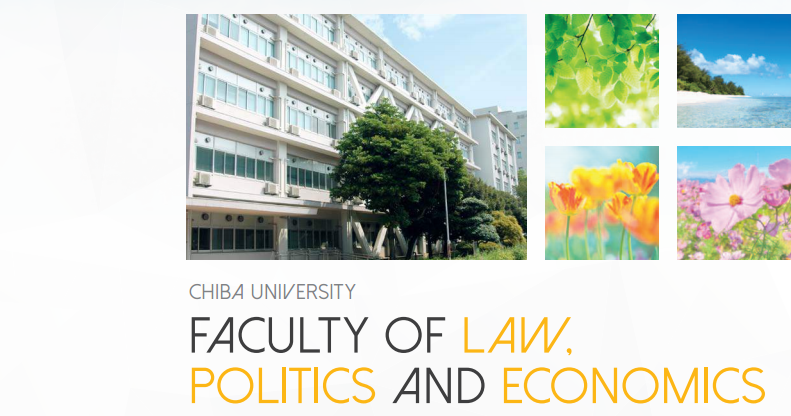 CHIBA UNIVERSITY
FACULTY OF LAW,
POLITICS AND ECONOMICS